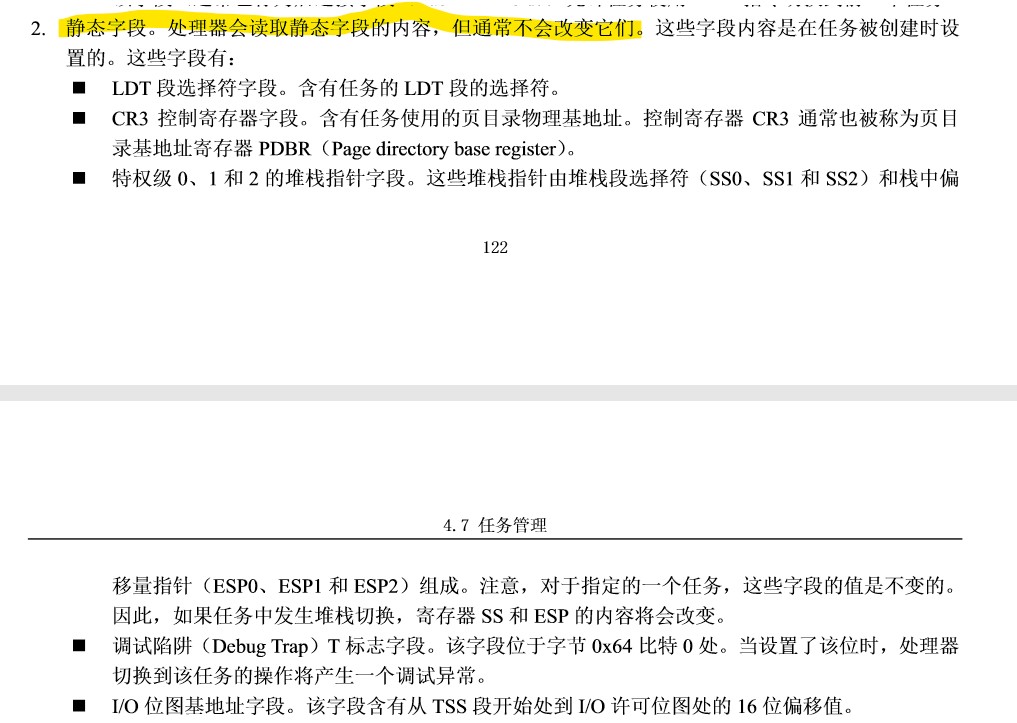 2. 静态字段。处理器会读取静态字段的内容，但通常不会改变它们。这些字段内容是在任务被创建时设
置的。这些字段有：
■ LDT 段选择符字段。含有任务的 LDT 段的选择符。
■ CR3 控制寄存器字段。含有任务使用的页目录物理基地址。控制寄存器 CR3 通常也被称为页目
录基地址寄存器 PDBR（Page directory base register）。
■ 特权级 0、1 和 2 的堆栈指针字段。这些堆栈指针由堆栈段选择符（SS0、SS1 和 SS2）和栈中偏
122
4.7 任务管理
移量指针（ESP0、ESP1 和 ESP2）组成。注意，对于指定的一个任务，这些字段的值是不变的。
因此，如果任务中发生堆栈切换，寄存器 SS 和 ESP 的内容将会改变。
■ 调试陷阱（Debug Trap）T 标志字段。该字段位于字节 0x64 比特 0 处。当设置了该位时，处理器
切换到该任务的操作将产生一个调试异常。
■ I/O 位图基地址字段。该字段含有从 TSS 段开始处到 I/O 许可位图处的 16 位偏移值。